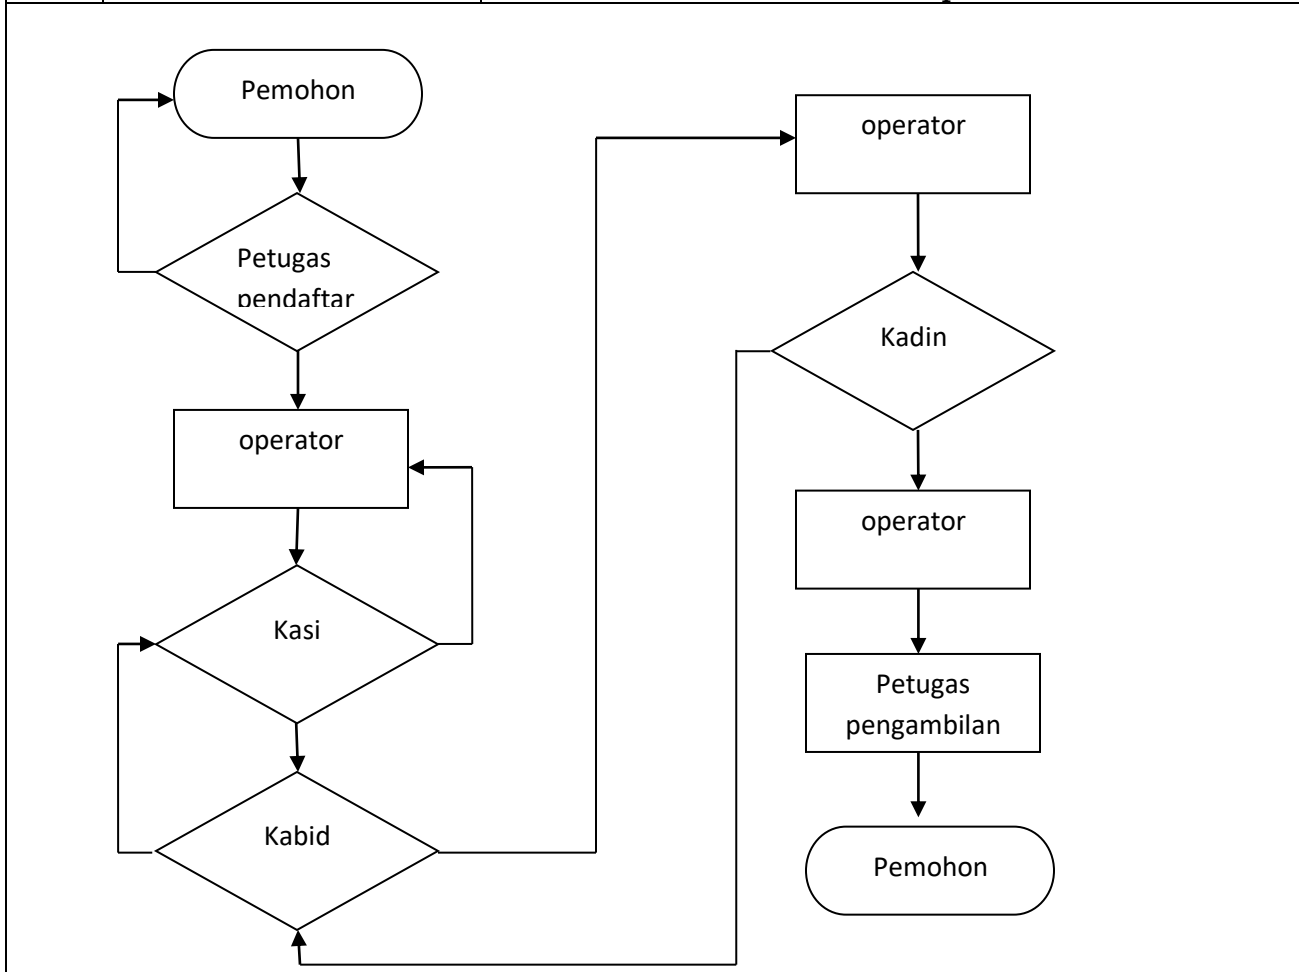 Pemohon
Petugas
pendaftar
operator
Kasi
Kabid
operator
Kadin
operator
Petugas
pengambilan
Pemohon